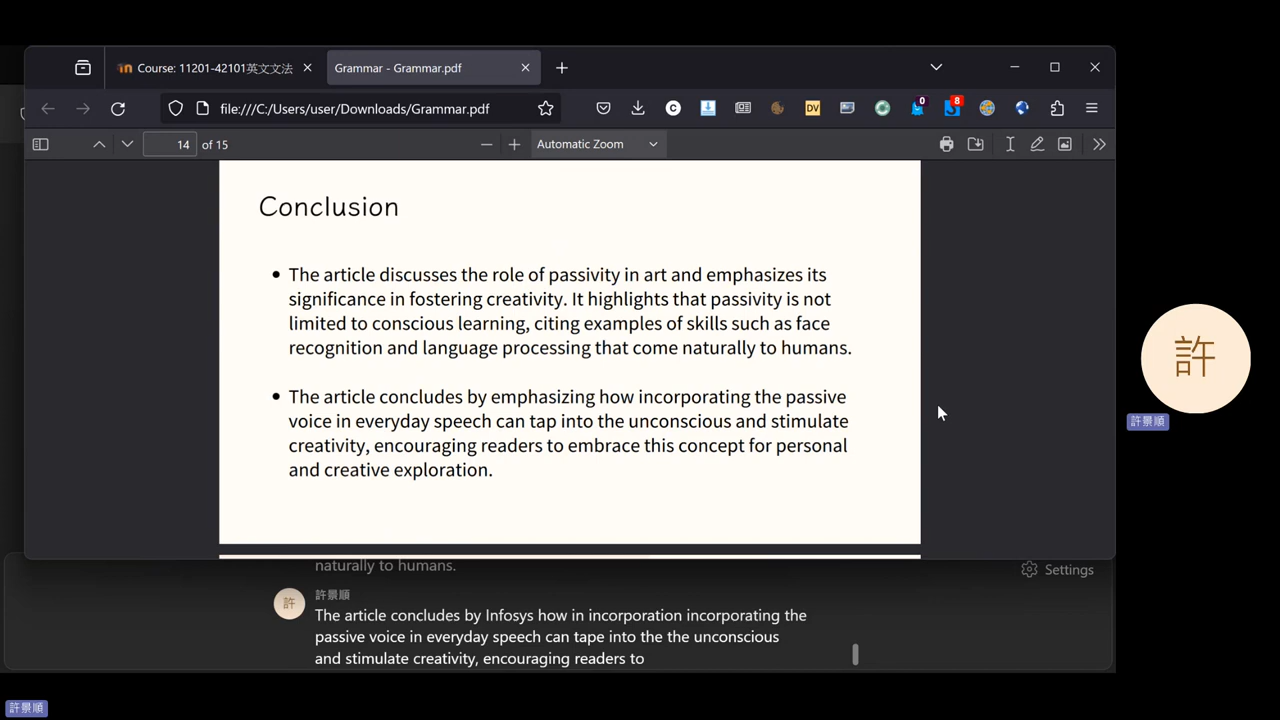 Course: 11201-42101英文文法
Grammar - Grammar.pdf
file:///C:/Users/user/Downloads/Grammar.pdf
C
DV
0
8
14 of 15
Automatic Zoom
Conclusion
The article discusses the role of passivity in art and emphasizes its
significance in fostering creativity. It highlights that passivity is not
limited to conscious learning, citing examples of skills such as face
recognition and language processing that come naturally to humans.
The article concludes by emphasizing how incorporating the passive
voice in everyday speech can tap into the unconscious and stimulate
creativity, encouraging readers to embrace this concept for personal
and creative exploration.
許
許景順
naturally to humans.
Settings
許
許景順
The article concludes by Infosys how in incorporation incorporating the
passive voice in everyday speech can tape into the the unconscious
and stimulate creativity, encouraging readers to
許景順